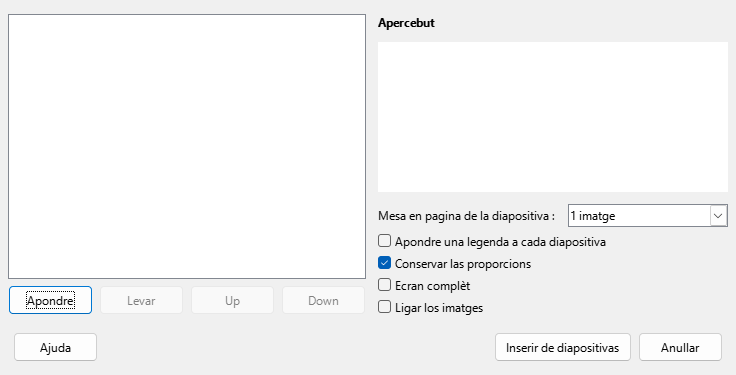 Apercebut
Mesa en pagina de la diapositiva :
1 imatge
Apondre una legenda a cada diapositiva
Conservar las proporcions
Ecran complèt
Ligar los imatges
Apondre
Levar
Up
Down
Ajuda
Inserir de diapositivas
Anullar